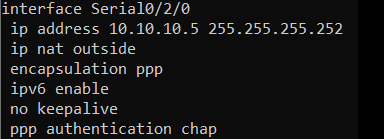 interface Serial0/2/0
 ip address 10.10.10.5 255.255.255.252
 ip nat outside
 encapsulation ppp
 ipv6 enable
 no keepalive
 ppp authentication chap